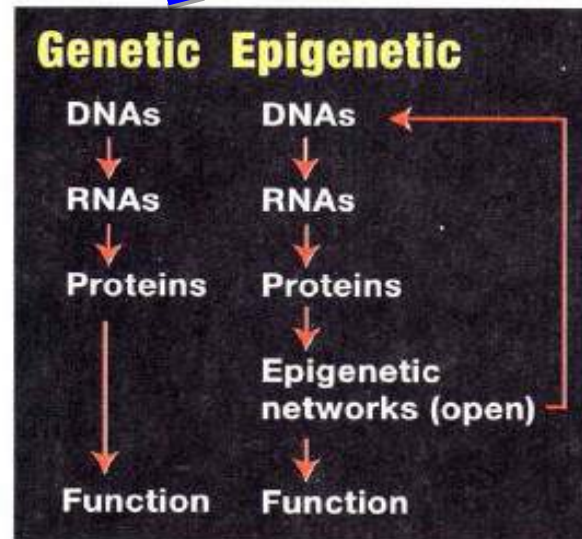 Genetic Epigenetic
DNAs DNAs
RNAs RNAs
Proteins Proteins
Epigenetic
networks (open)
Function Function